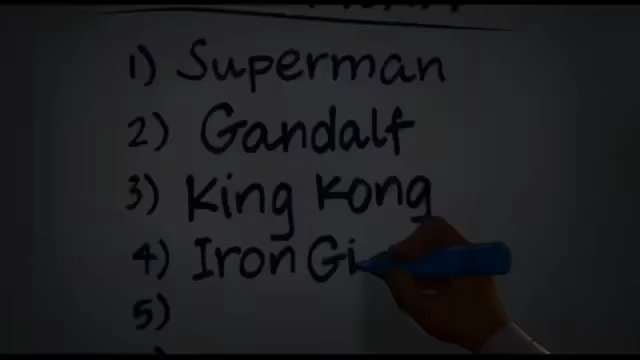 1) Superman
2) Gandalf
3) King Kong
4) Iron Gi
5)